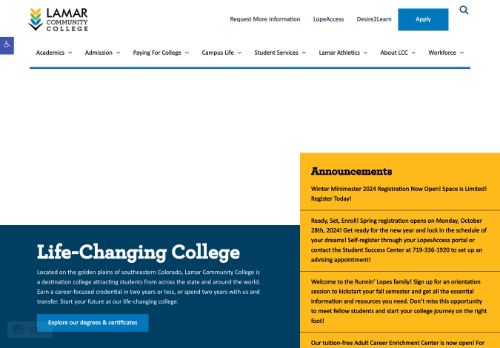 LAMAR
COMMUNITY
COLLEGE
Request More Information LopeAccess Desire2Learn Apply
Academics Admission Paying For College Campus Life Student Services Lamar Athletics About LCC Workforce
Announcements
Winter Minimester 2024 Registration Now Open! Space is Limited!
Register Today!
Ready, Set, Enroll! Spring registration opens on Monday, October
28th, 2024! Get ready for the new year and lock in the schedule
of your dreams! Self-register through your LopesAccess portal or
contact the Student Success Center at 719-336-1920 to set up an
advising appointment!
Welcome to the Runnin' Lopes family! Sign up for an orientation
session to kickstart your fall semester and get all the essential
information and resources you need. Don't miss this opportunity
to meet fellow students and start your college journey on the
right foot!
Our tuition-free Adult Career Enrichment Center is now open! For
Life-Changing College
Located on the golden plains of southeastern Colorado, Lamar Community College is
a destination college attracting students from across the state and around the world.
Earn a career-focused credential in two years or less, or spend two years with us and
transfer. Start your future at our life-changing college.
Explore our degrees & certificates